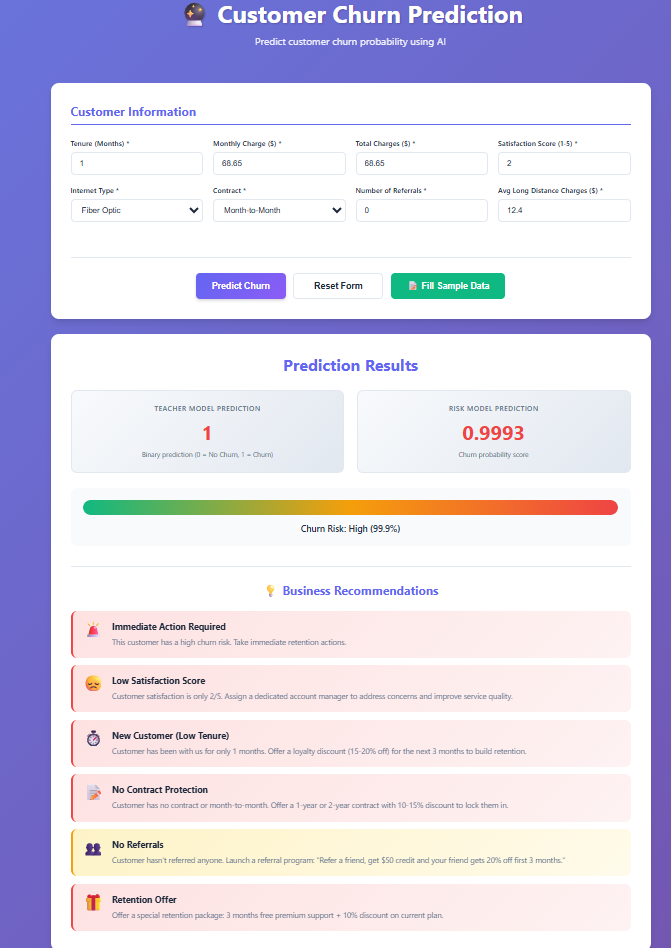 Customer Churn Prediction
Predict customer churn probability using AI
Customer Information
Tenure (Months) *
Monthly Charge ($) *
Total Charges ($) *
Satisfaction Score (1-5) *
1
68.65
68.65
2
Internet Type *
Contract *
Number of Referrals *
Avg Long Distance Charges ($) *
Fiber Optic
Month-to-Month
0
12.4
Predict Churn
Reset Form
Fill Sample Data
Prediction Results
TEACHER MODEL PREDICTION
1
Binary prediction (0 = No Churn, 1 = Churn)
RISK MODEL PREDICTION
0.9993
Churn probability score
Churn Risk: High (99.9%)
Business Recommendations
Immediate Action Required
This customer has a high churn risk. Take immediate retention actions.
Low Satisfaction Score
Customer satisfaction is only 2/5. Assign a dedicated account manager to address concerns and improve service quality.
New Customer (Low Tenure)
Customer has been with us for only 1 months. Offer a loyalty discount (15-20% off) for the next 3 months to build retention.
No Contract Protection
Customer has no contract or month-to-month. Offer a 1-year or 2-year contract with 10-15% discount to lock them in.
No Referrals
Customer hasn't referred anyone. Launch a referral program: "Refer a friend, get $50 credit and your friend gets 20% off first 3 months."
Retention Offer
Offer a special retention package: 3 months free premium support + 10% discount on current plan.